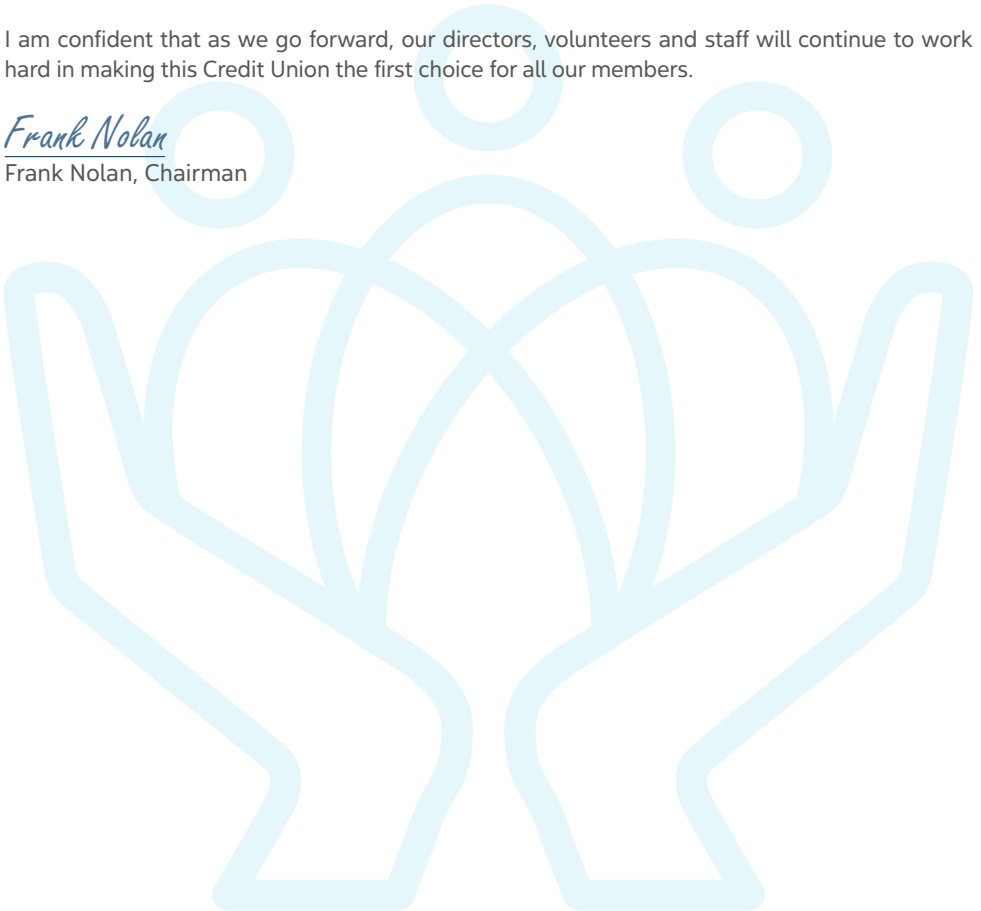 I am confident that as we go forward, our directors, volunteers and staff will continue to work
hard in making this Credit Union the first choice for all our members.
Frank Nolan
Frank Nolan, Chairman